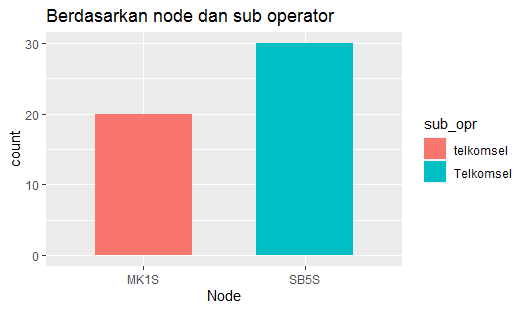 Berdasarkan node dan sub operator
30
20
10
0
count
MK1S
SB5S
Node
sub_opr
telkomsel
Telkomsel